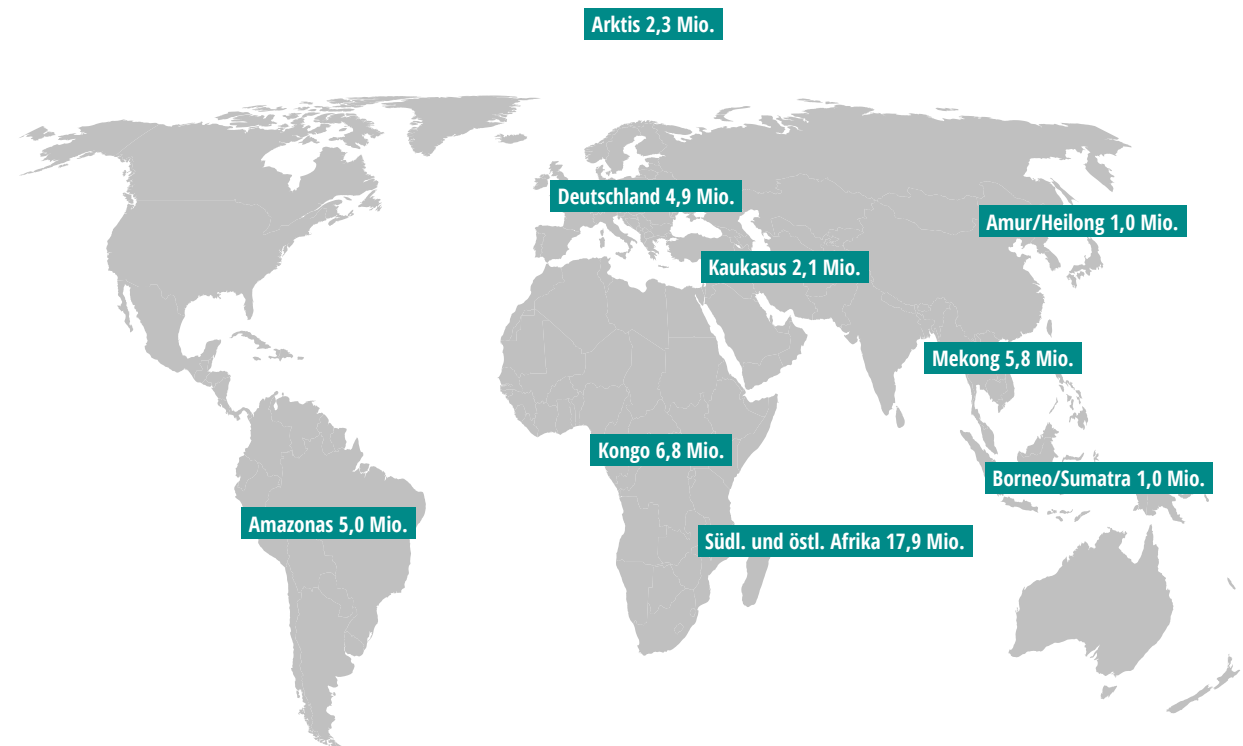 Arktis 2,3 Mio.
Deutschland 4,9 Mio.
Amur/Heilong 1,0 Mio.
Kaukasus 2,1 Mio.
Mekong 5,8 Mio.
Kongo 6,8 Mio.
Borneo/Sumatra 1,0 Mio.
Amazonas 5,0 Mio.
Südl. und östl. Afrika 17,9 Mio.